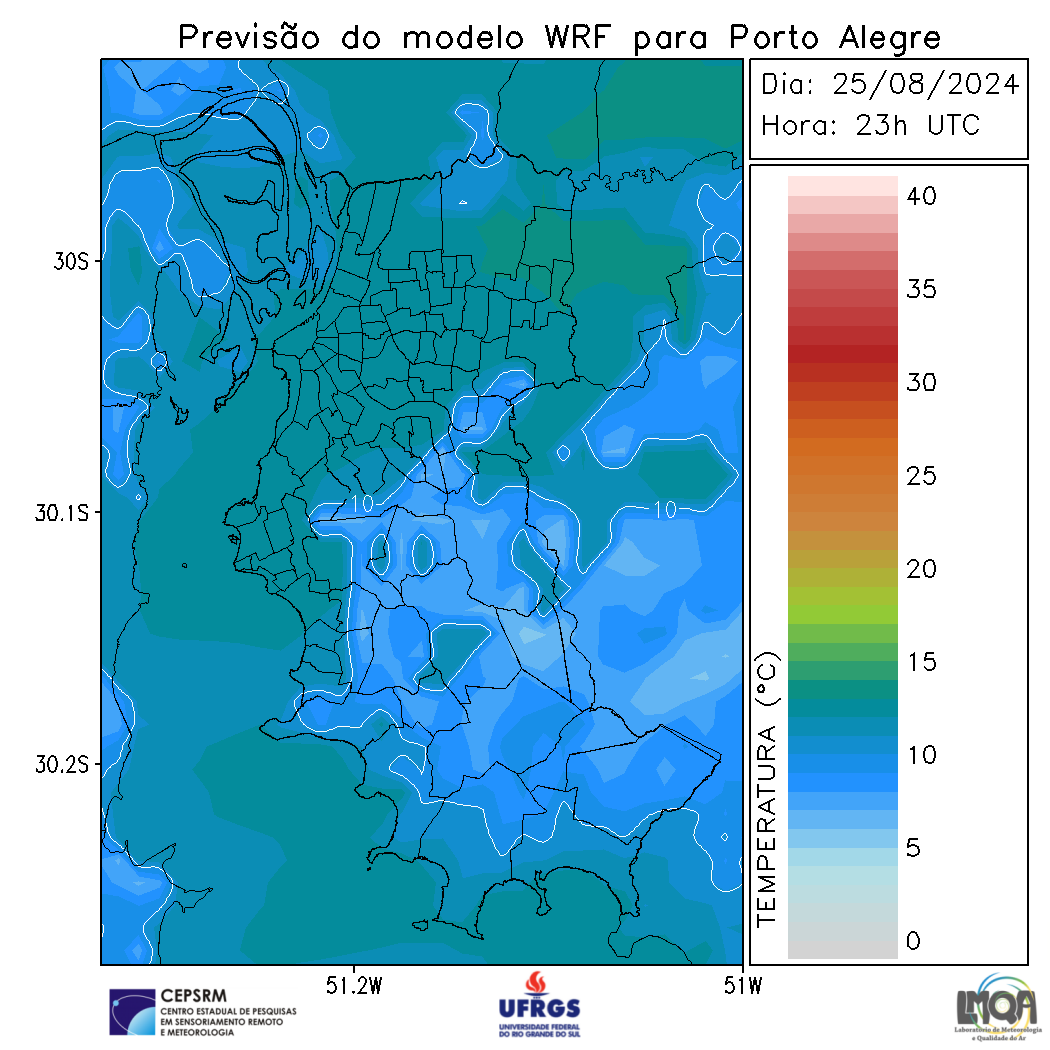 Previsão do modelo WRF para Porto Alegre
Dia: 25/08/2024
Hora: 23h UTC
40
35
30
25
20
15
10
5
0
TEMPERATURA (°C)
30S
30.1S
30.2S
10
10
51.2W
51W
CEPSRM
CENTRO ESTADUAL DE PESQUISAS
EM SENSORIAMENTO REMOTO
E METEOROLOGIA
UFRGS
UNIVERSIDADE FEDERAL
DO RIO GRANDE DO SUL
LMQA
Laboratório de Meteorologia
e Qualidade do Ar